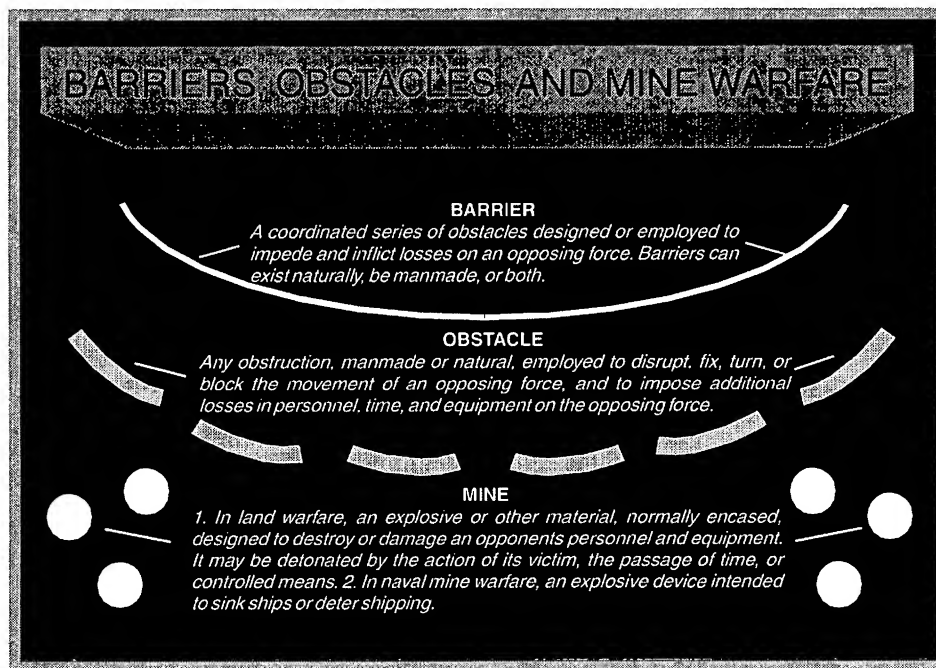 BARRIERS, OBSTACLES, AND MINE WARFARE
BARRIER
A coordinated series of obstacles designed or employed to
impede and inflict losses on an opposing force. Barriers can
exist naturally, be manmade, or both.
OBSTACLE
Any obstruction, manmade or natural, employed to disrupt, fix, turn, or
block the movement of an opposing force, and to impose additional
losses in personnel, time, and equipment on the opposing force.
MINE
1. In land warfare, an explosive or other material, normally encased,
designed to destroy or damage an opponents personnel and equipment.
It may be detonated by the action of its victim, the passage of time, or
controlled means. 2. In naval mine warfare, an explosive device intended
to sink ships or deter shipping.